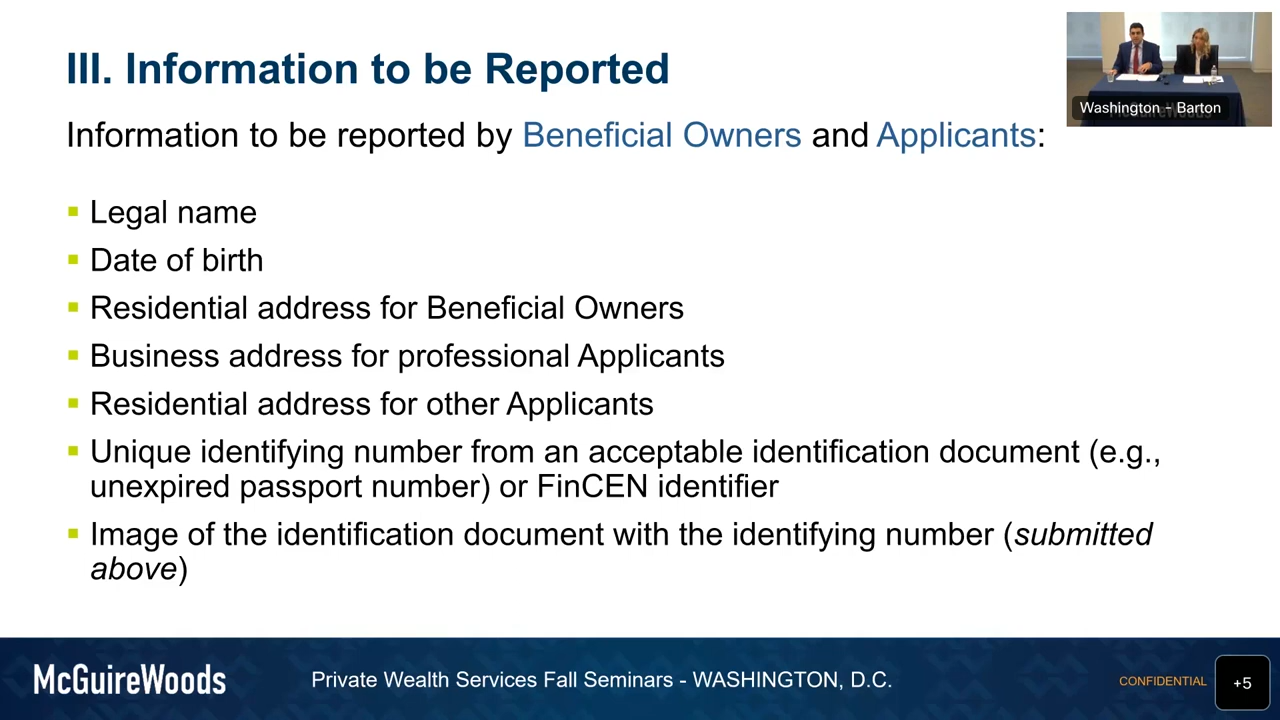 III. Information to be Reported
Information to be reported by Beneficial Owners and Applicants:
▪ Legal name
▪ Date of birth
▪ Residential address for Beneficial Owners
▪ Business address for professional Applicants
▪ Residential address for other Applicants
▪ Unique identifying number from an acceptable identification document (e.g.,
unexpired passport number) or FinCEN identifier
▪ Image of the identification document with the identifying number (submitted
above)
Washington - Barton
McGuireWoods
McGuireWoods
Private Wealth Services Fall Seminars - WASHINGTON, D.C.
CONFIDENTIAL
+5